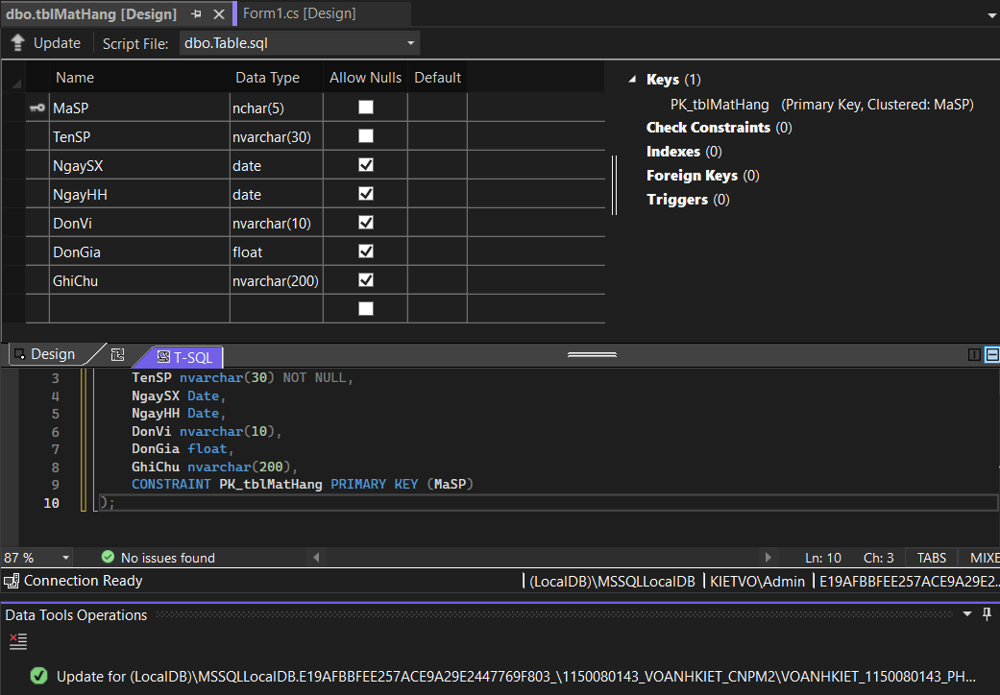 dbo.tblMatHang [Design] Form1.cs [Design]
Update Script File: dbo.Table.sql
Name Data Type Allow Nulls Default
MaSP nchar(5)
TenSP nvarchar(30)
NgaySX date
NgayHH date
DonVi nvarchar(10)
DonGia float
GhiChu nvarchar(200)
Keys (1)
PK_tblMatHang (Primary Key, Clustered: MaSP)
Check Constraints (0)
Indexes (0)
Foreign Keys (0)
Triggers (0)
Design T-SQL
3 TenSP nvarchar(30) NOT NULL,
4 NgaySX Date,
5 NgayHH Date,
6 DonVi nvarchar(10),
7 DonGia float,
8 GhiChu nvarchar(200),
9 CONSTRAINT PK_tblMatHang PRIMARY KEY (MaSP)
10 );
87 % No issues found Ln: 10 Ch: 3 TABS MIXE
Connection Ready (LocalDB)\MSSQLLocalDB KIETVO\Admin E19AFBBFEE257ACE9A29E2...
Data Tools Operations
Update for (LocalDB)\MSSQLLocalDB.E19AFBBFEE257ACE9A29E2447769F803_\1150080143_VOANHKIET_CNPM2\VOANHKIET_1150080143_PH...